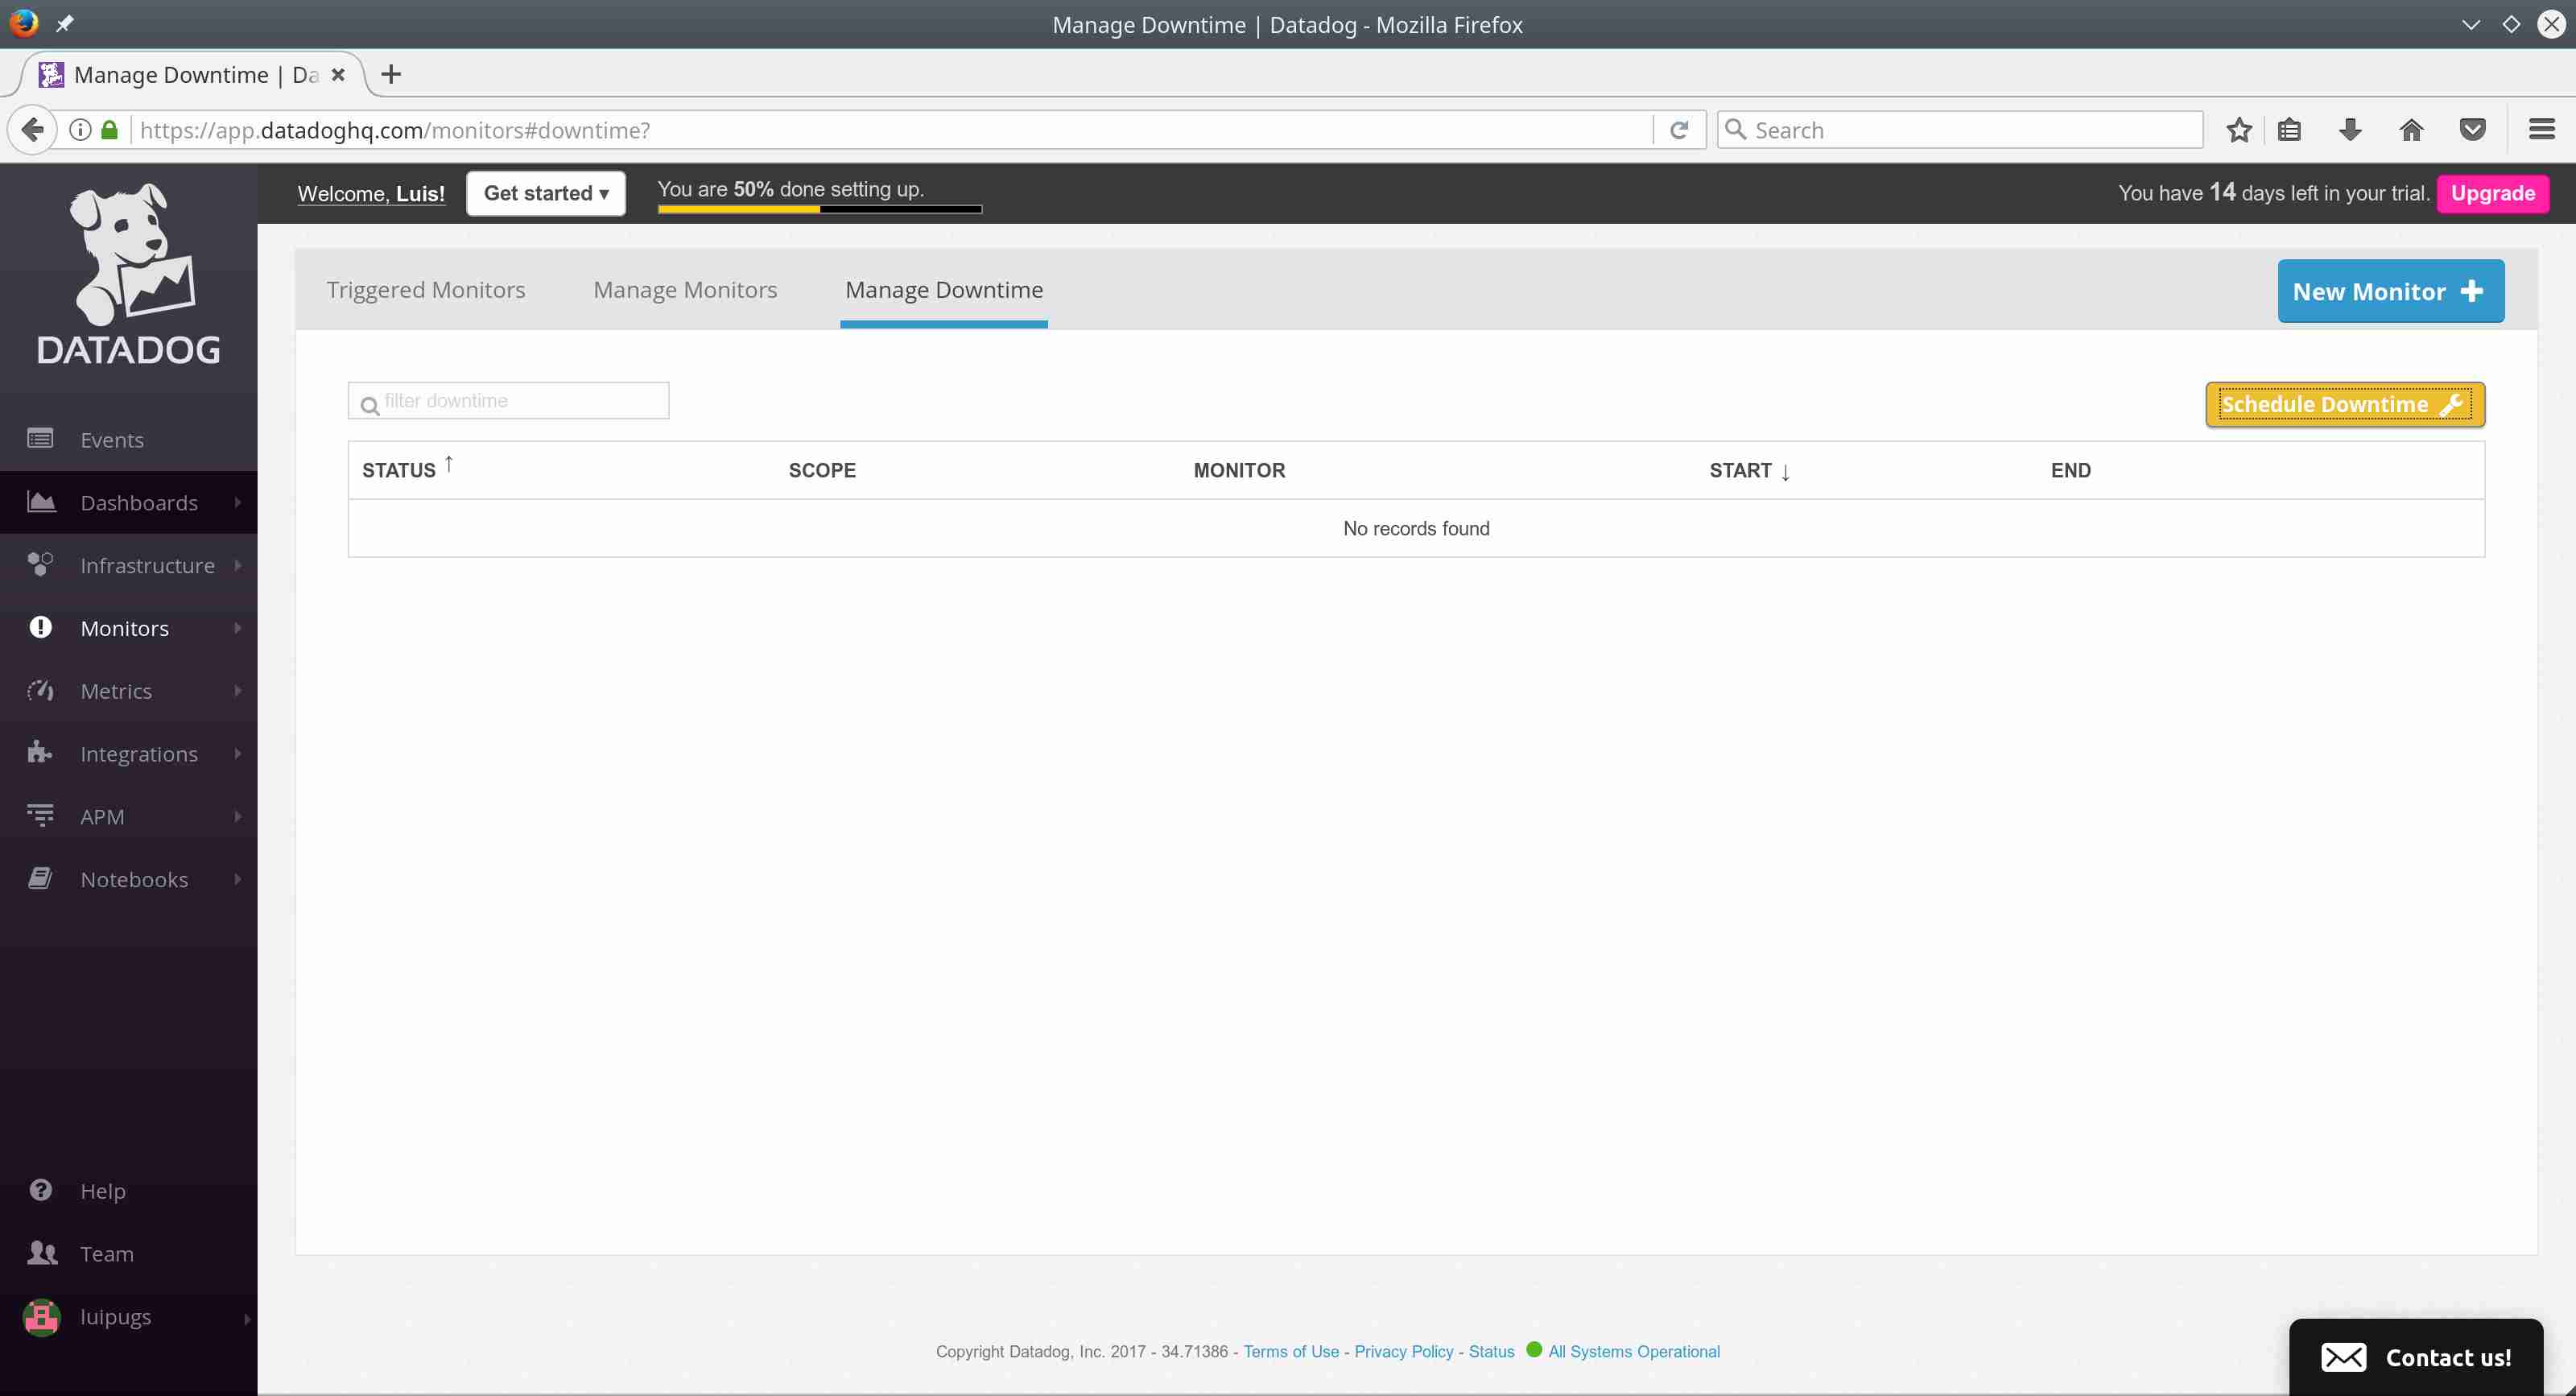 Manage Downtime | Datadog - Mozilla Firefox
Manage Downtime | Da
https://app.datadoghq.com/monitors#downtime?
Search
DATADOG
Welcome, Luis!
Get started ▾
You are 50% done setting up.
You have 14 days left in your trial.
Upgrade
Triggered Monitors
Manage Monitors
Manage Downtime
New Monitor +
filter downtime
Schedule Downtime
STATUS ↑
SCOPE
MONITOR
START ↓
END
No records found
Events
Dashboards
Infrastructure
Monitors
Metrics
Integrations
APM
Notebooks
Help
Team
luipugs
Copyright Datadog, Inc. 2017 - 34.71386 - Terms of Use - Privacy Policy - Status All Systems Operational
Contact us!